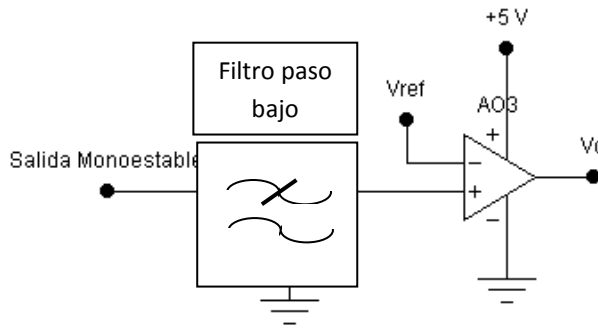 +5 V
Filtro paso
bajo
Vref
AO3
+
Salida Monoestable
−
+
−